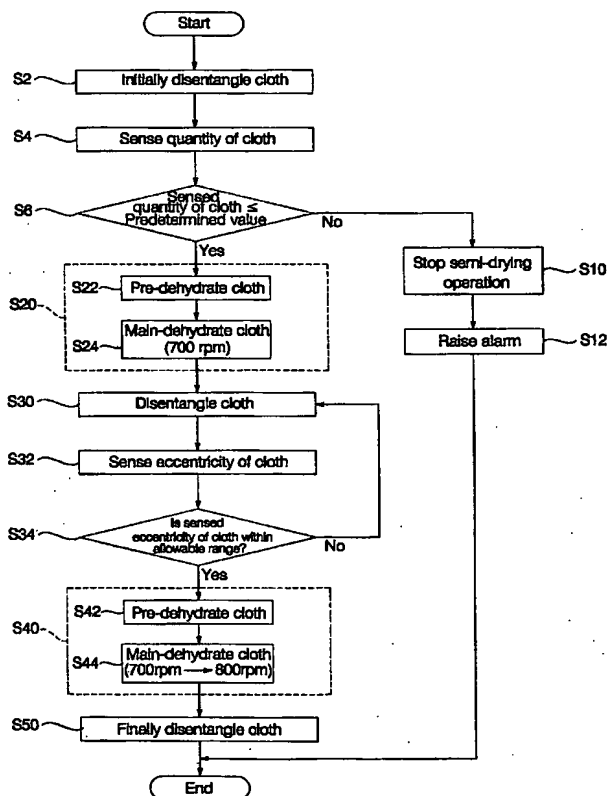 Start
S2
Initially disentangle cloth
S4
Sense quantity of cloth
S6
Sensed
quantity of cloth ≤
Predetermined value
No
Yes
Stop semi-drying
operation
S10
S20
S22
Pre-dehydrate cloth
S24
Main-dehydrate cloth
(700 rpm)
Raise alarm
S12
S30
Disentangle cloth
S32
Sense eccentricity of cloth
S34
Is sensed
eccentricity of cloth within
allowable range?
No
Yes
S40
S42
Pre-dehydrate cloth
S44
Main-dehydrate cloth
(700rpm → 800rpm)
S50
Finally disentangle cloth
End